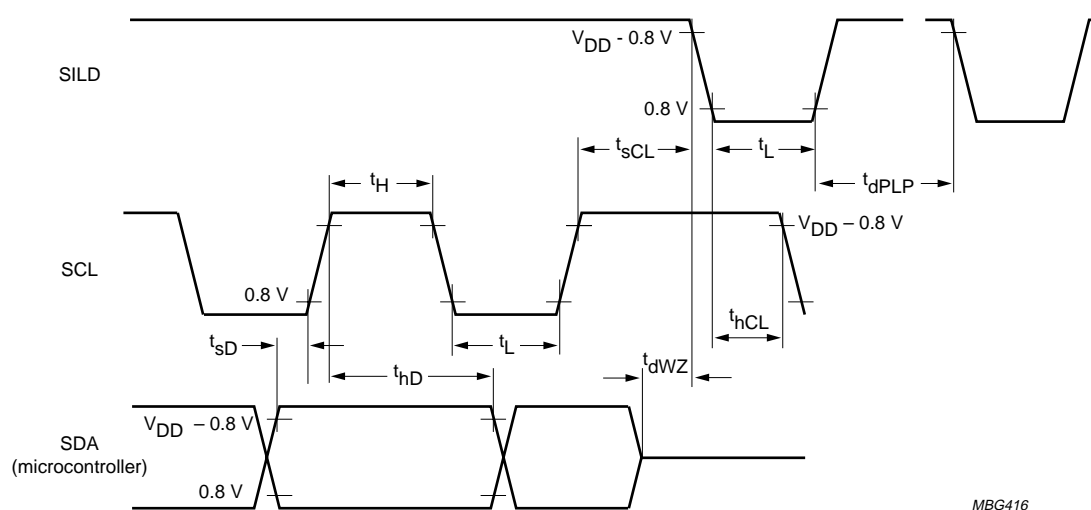 V_DD - 0.8 V
SILD
0.8 V
t_sCL
t_L
t_H
t_dPLP
V_DD – 0.8 V
SCL
0.8 V
t_hCL
t_sD
t_L
t_dWZ
t_hD
V_DD – 0.8 V
SDA
(microcontroller)
0.8 V
MBG416